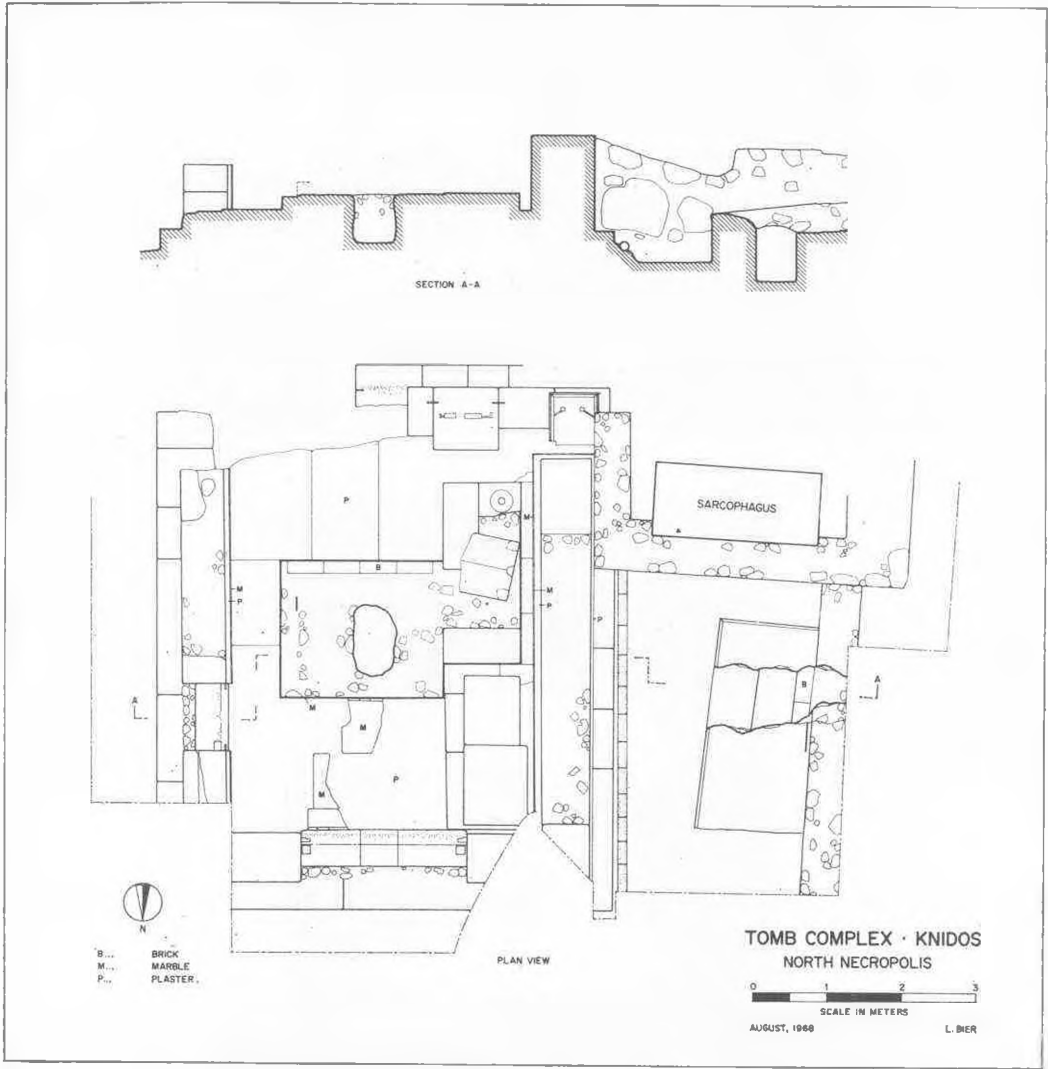 SECTION A-A
P
M
SARCOPHAGUS
B
M
P
M
P
P
A
B
A
M
M
P
M
N
B... BRICK
M... MARBLE
P... PLASTER.
PLAN VIEW
TOMB COMPLEX · KNIDOS
NORTH NECROPOLIS
0 1 2 3
SCALE IN METERS
AUGUST, 1968
L. BIER